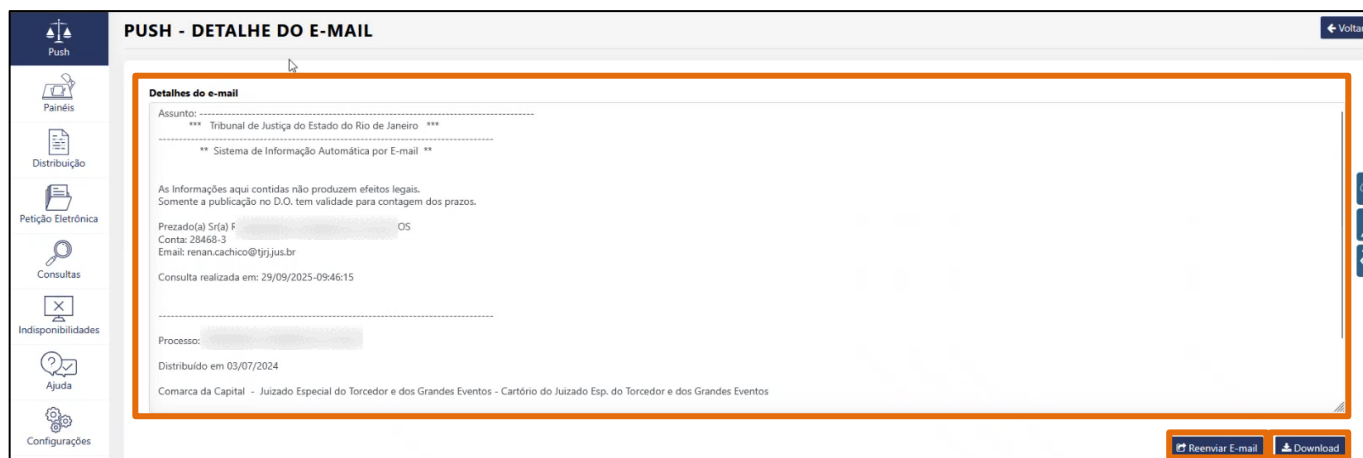 Push
Painéis
Distribuição
Petição Eletrônica
Consultas
Indisponibilidades
Ajuda
Configurações
PUSH - DETALHE DO E-MAIL
Voltar
Detalhes do e-mail
Assunto: ------------------------------------------------------------------------------------
*** Tribunal de Justiça do Estado do Rio de Janeiro ***
------------------------------------------------------------------------------------
** Sistema de Informação Automática por E-mail **
As Informações aqui contidas não produzem efeitos legais.
Somente a publicação no D.O. tem validade para contagem dos prazos.
Prezado(a) Sr(a) R OS
Conta: 28468-3
Email: renan.cachico@tjrj.jus.br
Consulta realizada em: 29/09/2025-09:46:15
------------------------------------------------------------------------------------
Processo:
Distribuído em 03/07/2024
Comarca da Capital - Juizado Especial do Torcedor e dos Grandes Eventos - Cartório do Juizado Esp. do Torcedor e dos Grandes Eventos
Reenviar E-mail
Download